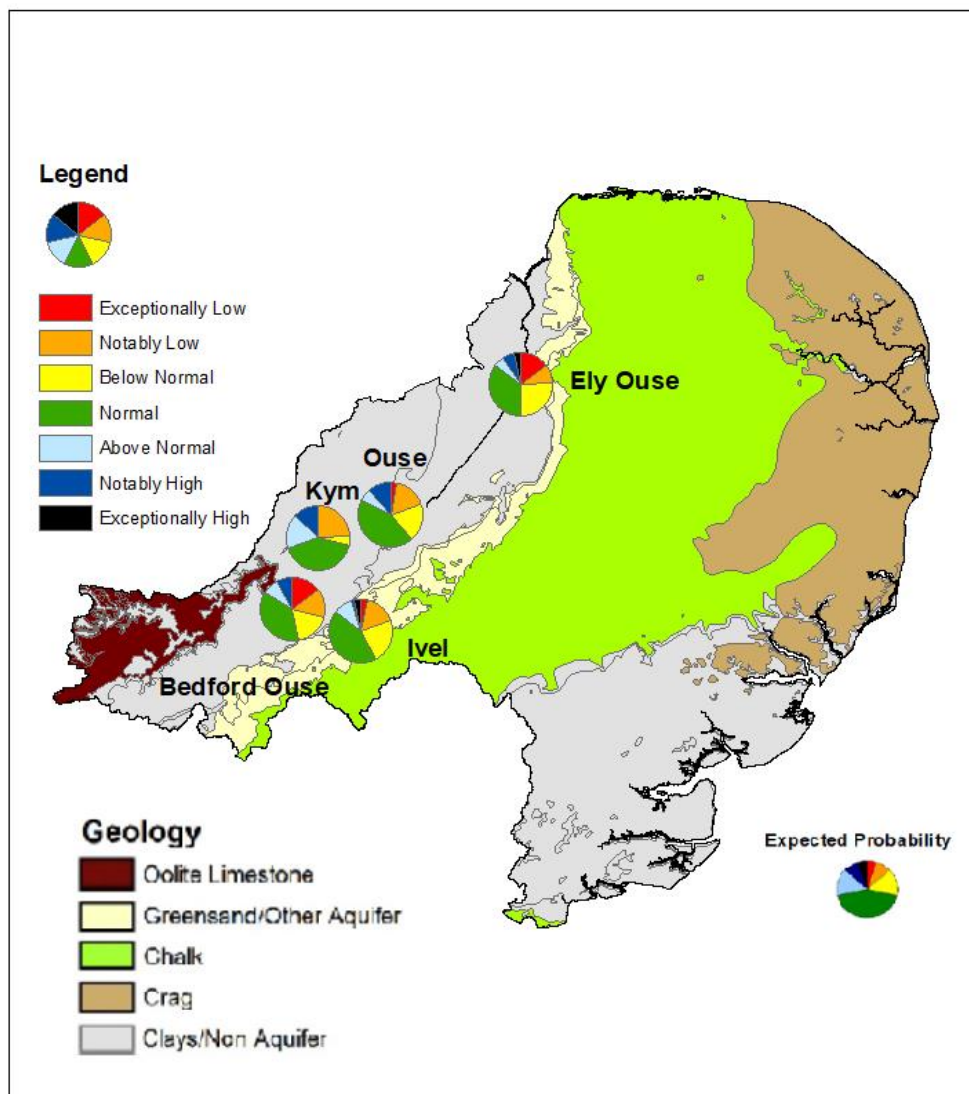 Legend
Exceptionally Low
Notably Low
Below Normal
Normal
Above Normal
Notably High
Exceptionally High
Ely Ouse
Ouse
Kym
Ivel
Bedford Ouse
Geology
Oolite Limestone
Greensand/Other Aquifer
Chalk
Crag
Clays/Non Aquifer
Expected Probability